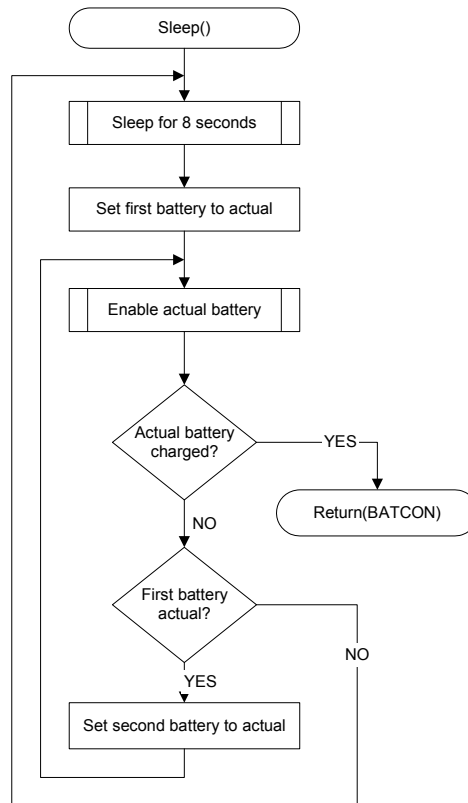 Sleep()
Sleep for 8 seconds
Set first battery to actual
Enable actual battery
Actual battery
charged?
YES
Return(BATCON)
NO
First battery
actual?
NO
YES
Set second battery to actual